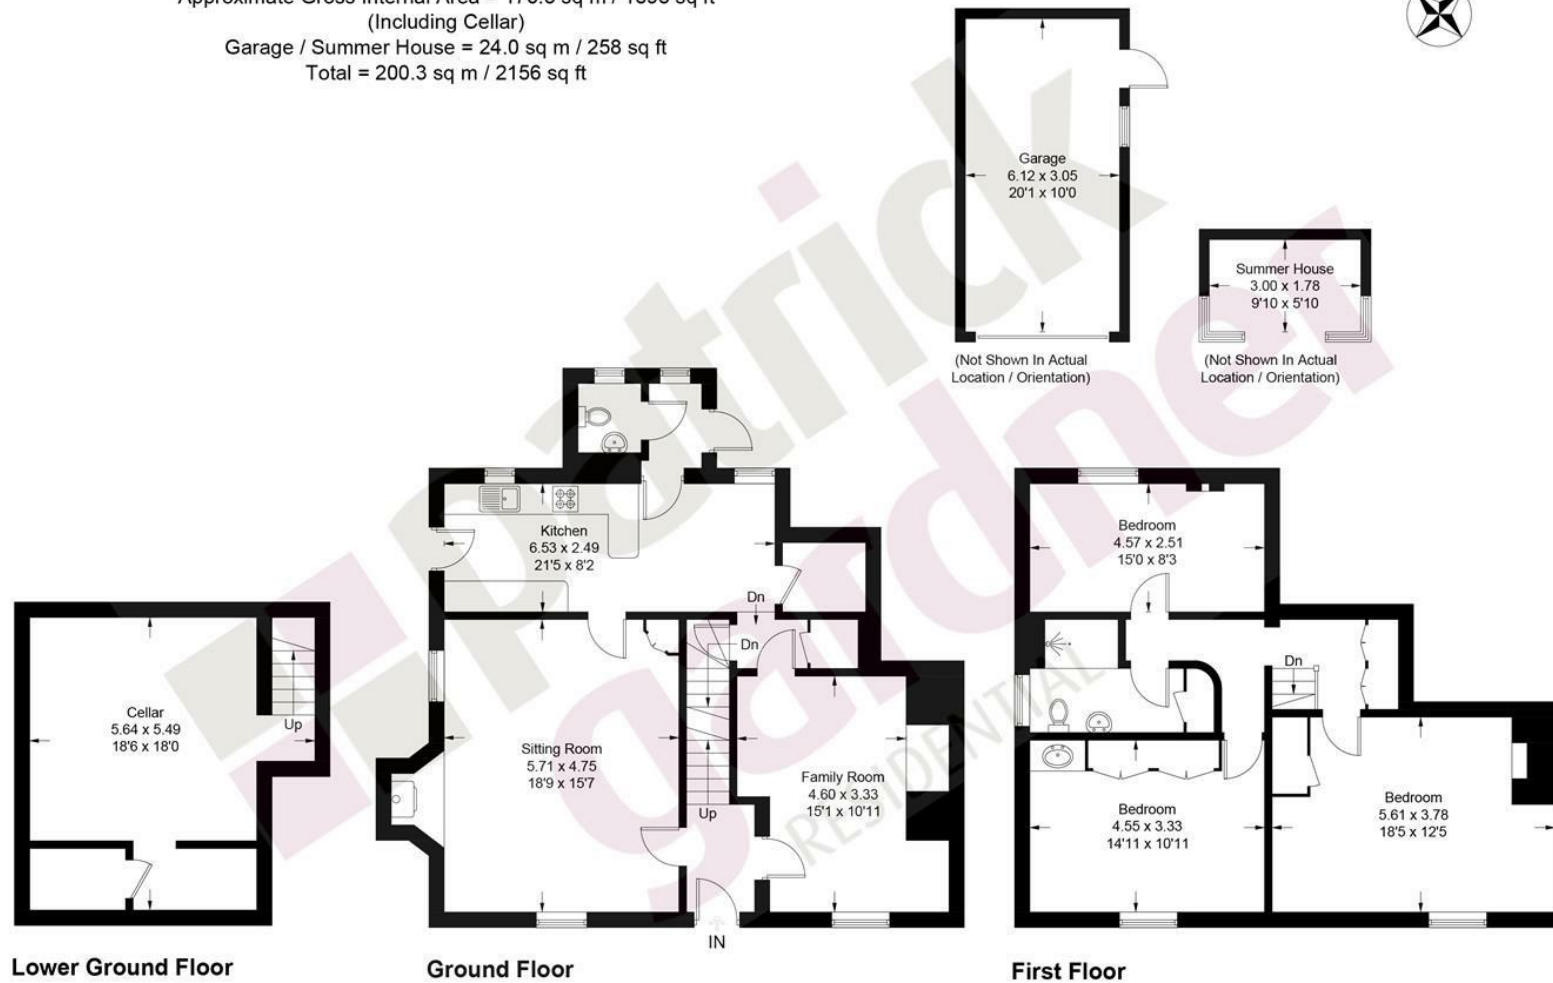 (Including Cellar)
Garage / Summer House = 24.0 sq m / 258 sq ft
Total = 200.3 sq m / 2156 sq ft
Garage
6.12 x 3.05
20'1 x 10'0
(Not Shown In Actual
Location / Orientation)
Summer House
3.00 x 1.78
9'10 x 5'10
(Not Shown In Actual
Location / Orientation)
Kitchen
6.53 x 2.49
21'5 x 8'2
Dn
Dn
Sitting Room
5.71 x 4.75
18'9 x 15'7
Up
Family Room
4.60 x 3.33
15'1 x 10'11
IN
Cellar
5.64 x 5.49
18'6 x 18'0
Up
Bedroom
4.57 x 2.51
15'0 x 8'3
Dn
Bedroom
4.55 x 3.33
14'11 x 10'11
Bedroom
5.61 x 3.78
18'5 x 12'5
Lower Ground Floor
Ground Floor
First Floor
patrick
gardner
RESIDENTIAL